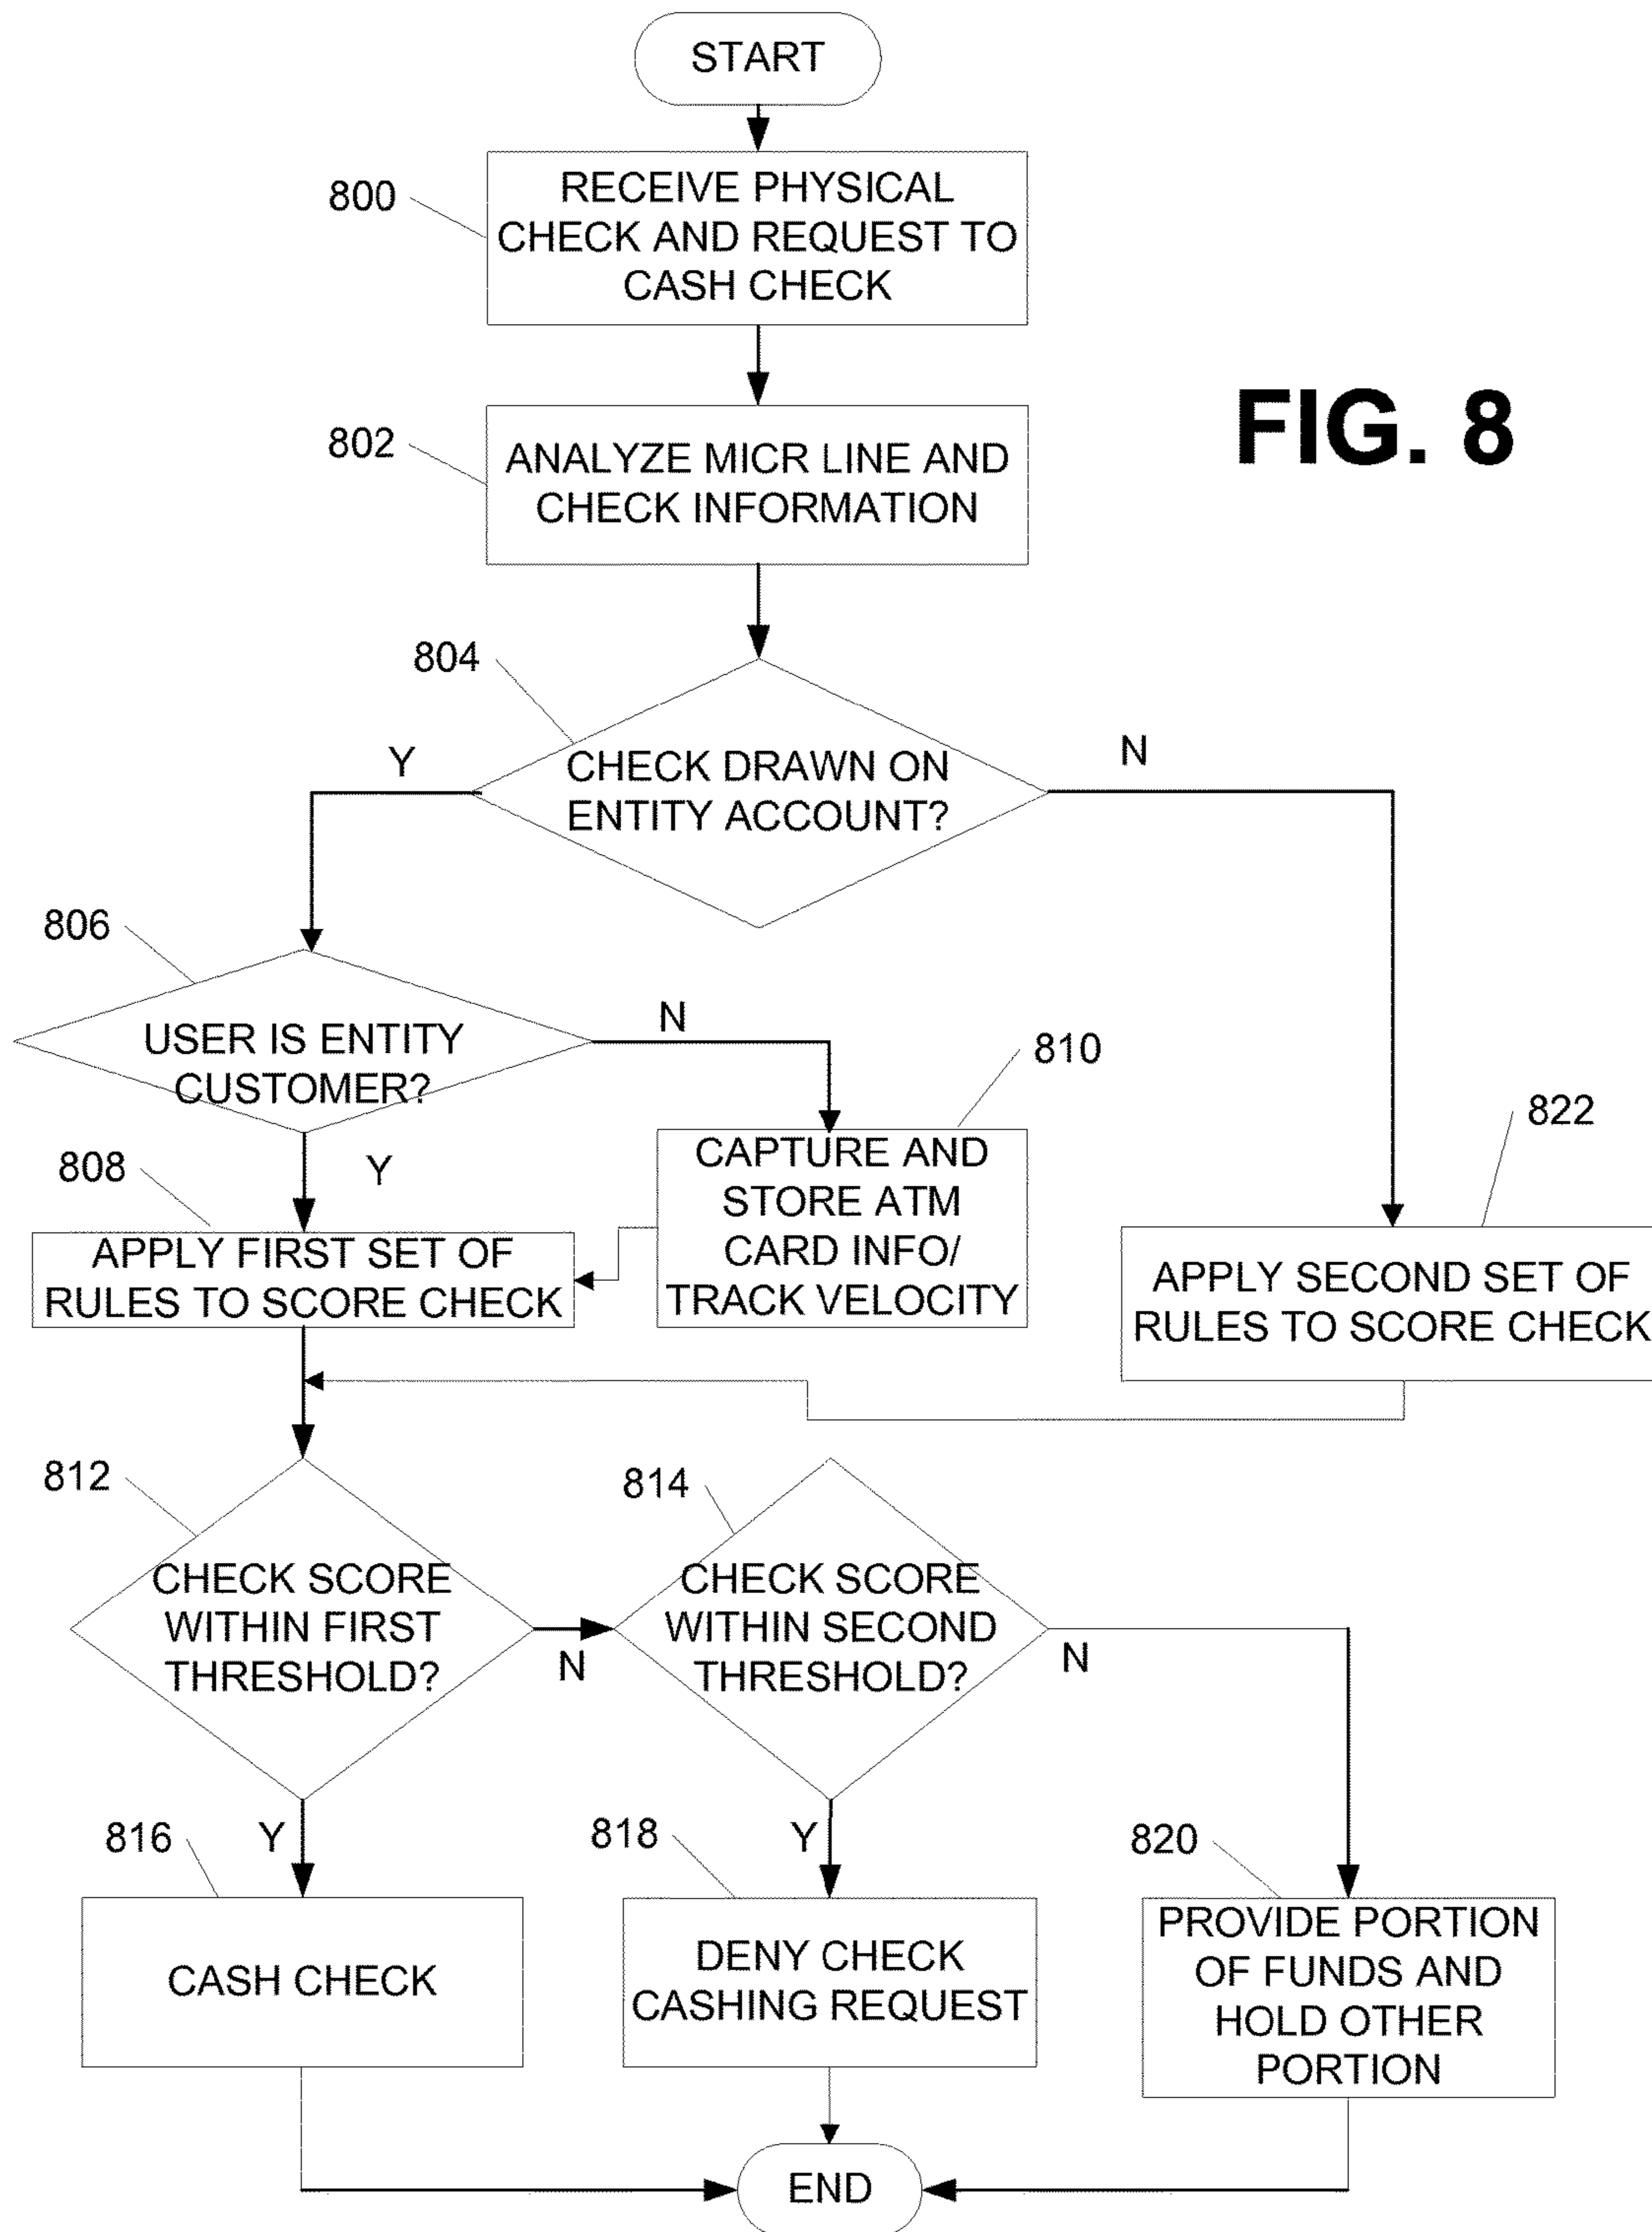 START
800
RECEIVE PHYSICAL
CHECK AND REQUEST TO
CASH CHECK
FIG. 8
802
ANALYZE MICR LINE AND
CHECK INFORMATION
804
Y
CHECK DRAWN ON
ENTITY ACCOUNT?
N
806
USER IS ENTITY
CUSTOMER?
N
810
CAPTURE AND
STORE ATM
CARD INFO/
TRACK VELOCITY
822
APPLY SECOND SET OF
RULES TO SCORE CHECK
808
Y
APPLY FIRST SET OF
RULES TO SCORE CHECK
812
CHECK SCORE
WITHIN FIRST
THRESHOLD?
N
814
CHECK SCORE
WITHIN SECOND
THRESHOLD?
N
816
Y
CASH CHECK
818
Y
DENY CHECK
CASHING REQUEST
820
PROVIDE PORTION
OF FUNDS AND
HOLD OTHER
PORTION
END